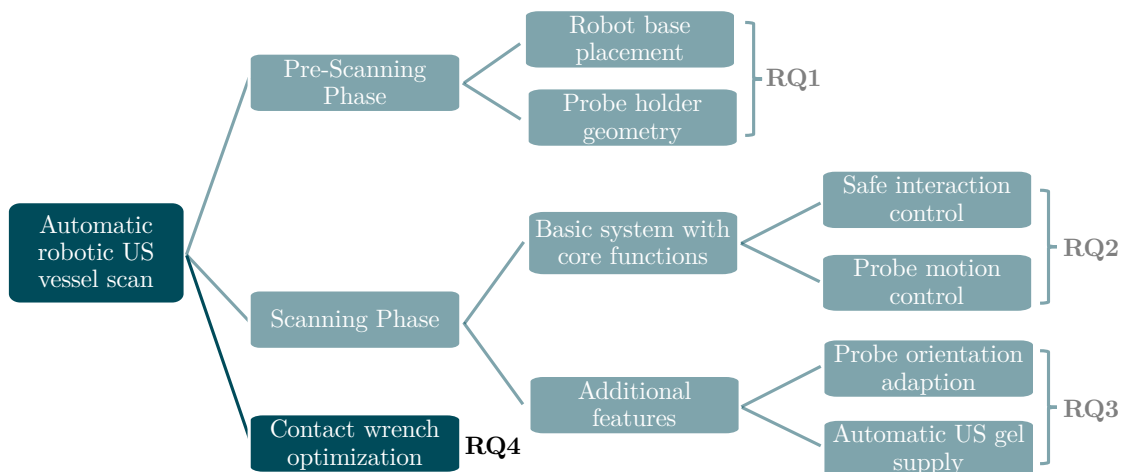 Automatic
robotic US
vessel scan
Pre-Scanning
Phase
Robot base
placement
Probe holder
geometry
RQ1
Scanning Phase
Basic system with
core functions
Safe interaction
control
Probe motion
control
RQ2
Additional
features
Probe orientation
adaption
Automatic US gel
supply
RQ3
Contact wrench
optimization
RQ4